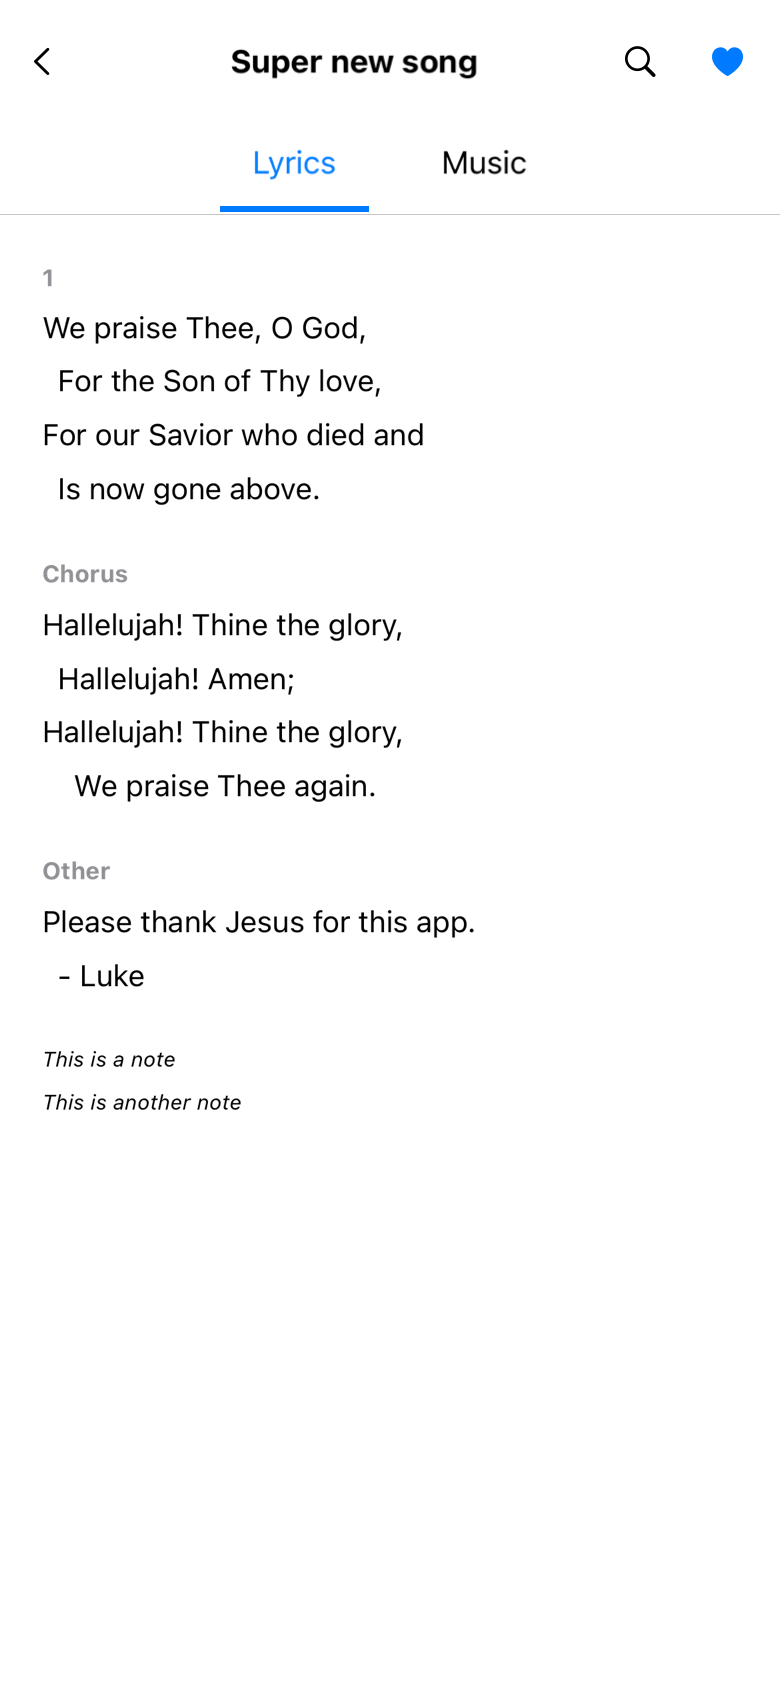 Super new song
Lyrics Music
1
We praise Thee, O God,
For the Son of Thy love,
For our Savior who died and
Is now gone above.
Chorus
Hallelujah! Thine the glory,
Hallelujah! Amen;
Hallelujah! Thine the glory,
We praise Thee again.
Other
Please thank Jesus for this app.
- Luke
This is a note
This is another note